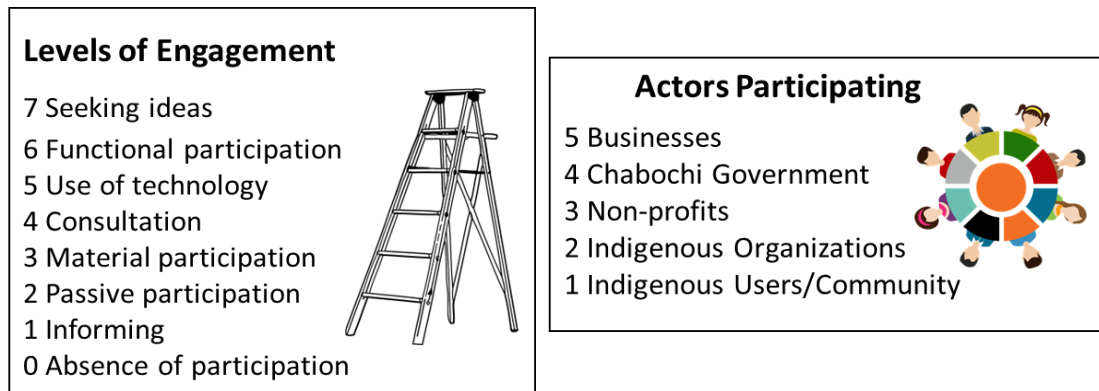 Levels of Engagement
7 Seeking ideas
6 Functional participation
5 Use of technology
4 Consultation
3 Material participation
2 Passive participation
1 Informing
0 Absence of participation
Actors Participating
5 Businesses
4 Chabochi Government
3 Non-profits
2 Indigenous Organizations
1 Indigenous Users/Community